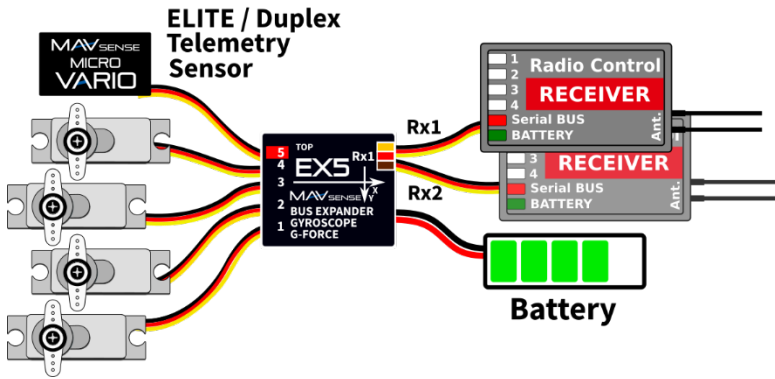 ELITE / Duplex
Telemetry
Sensor
MAVSENSE
MICRO
VARIO
TOP
5
4
3
2
1
Rx1
EX5
X
Y
MAVSENSE
BUS EXPANDER
GYROSCOPE
G-FORCE
Rx1
Rx2
1
2
3
4
Radio Control
RECEIVER
Serial BUS
BATTERY
Ant.
3
4
RECEIVER
Serial BUS
BATTERY
Ant.
Battery